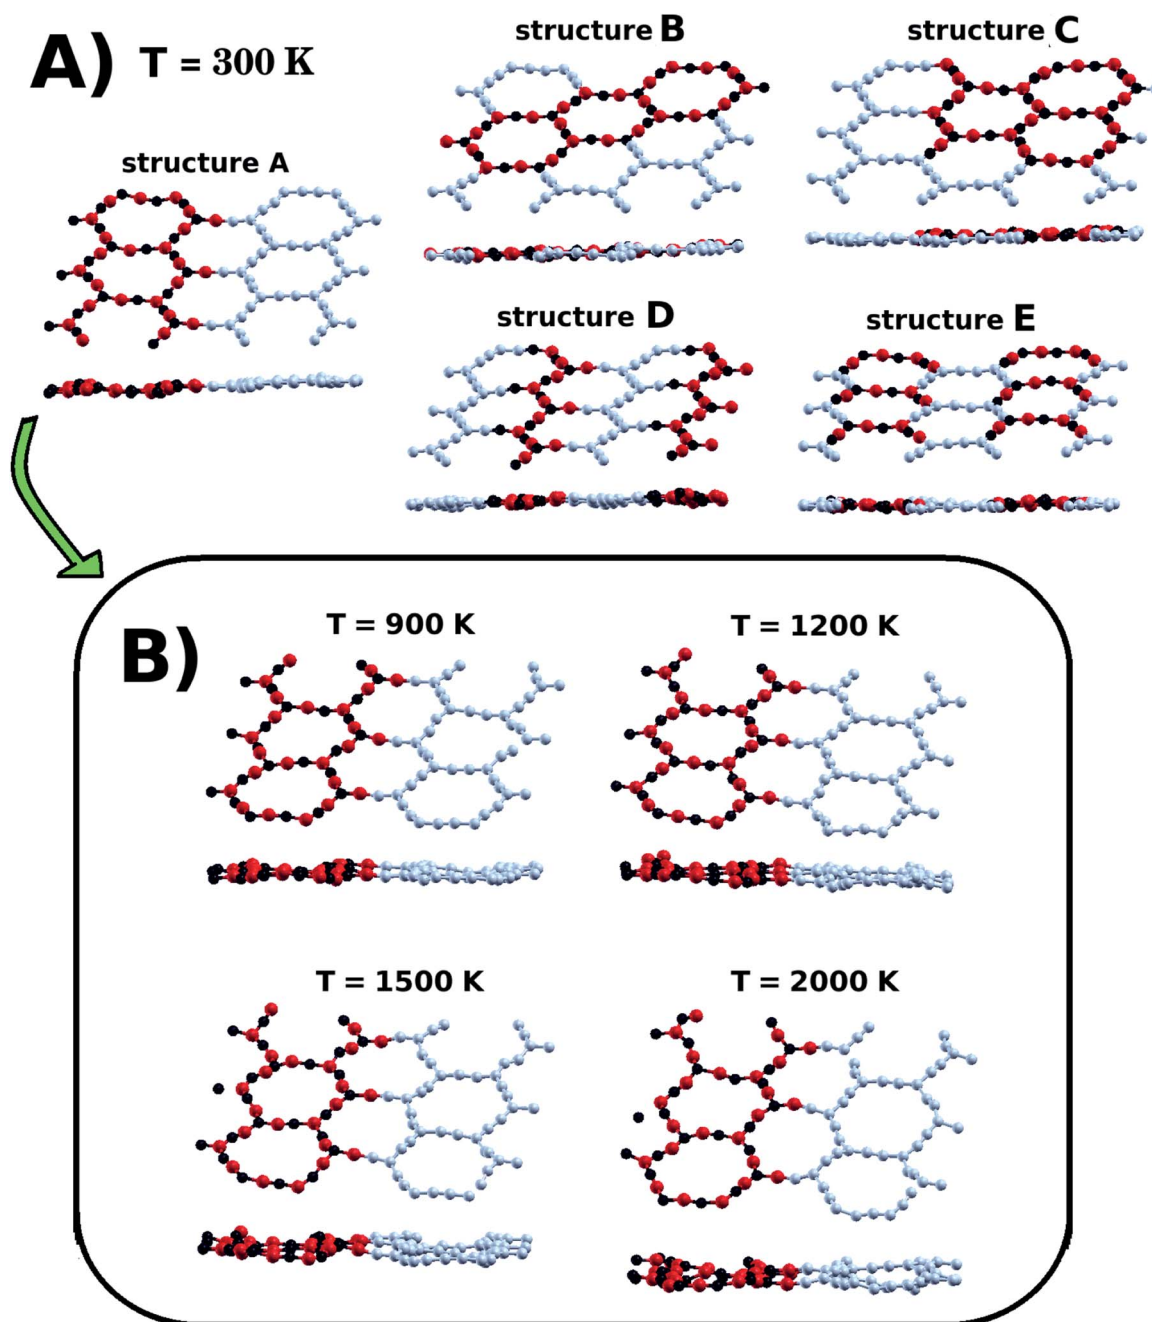 A) T = 300 K
structure A
structure B
structure C
structure D
structure E
B)
T = 900 K
T = 1200 K
T = 1500 K
T = 2000 K